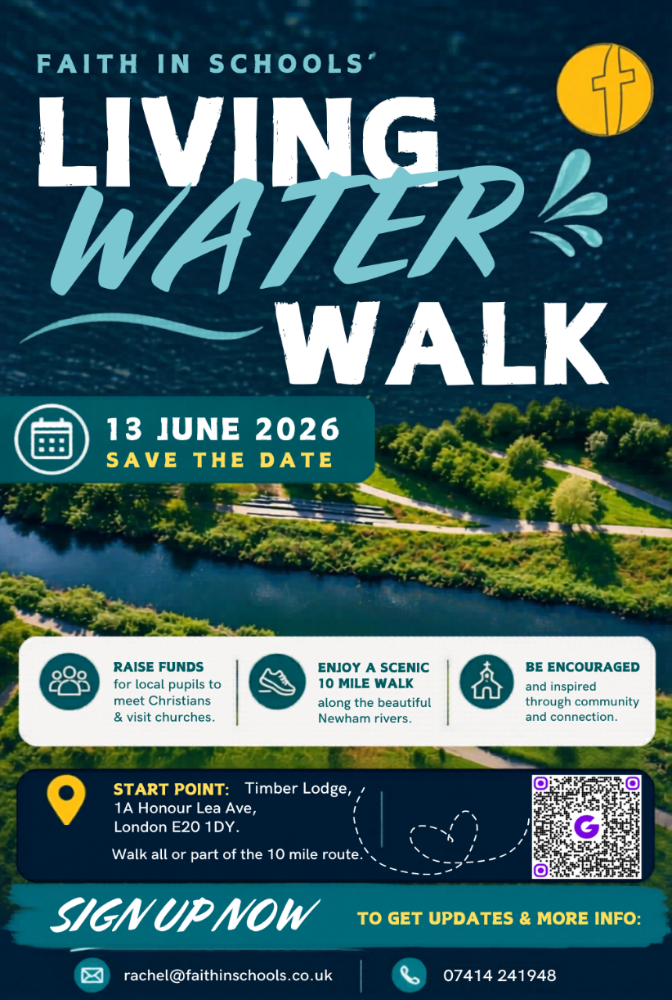 FAITH IN SCHOOLS'
LIVING
WATER
WALK
13 JUNE 2026
SAVE THE DATE
RAISE FUNDS
for local pupils to
meet Christians
& visit churches.
ENJOY A SCENIC
10 MILE WALK
along the beautiful
Newham rivers.
BE ENCOURAGED
and inspired
through community
and connection.
START POINT: Timber Lodge,
1A Honour Lea Ave,
London E20 1DY.
Walk all or part of the 10 mile route.
G
SIGN UP NOW
TO GET UPDATES & MORE INFO:
rachel@faithinschools.co.uk
07414 241948